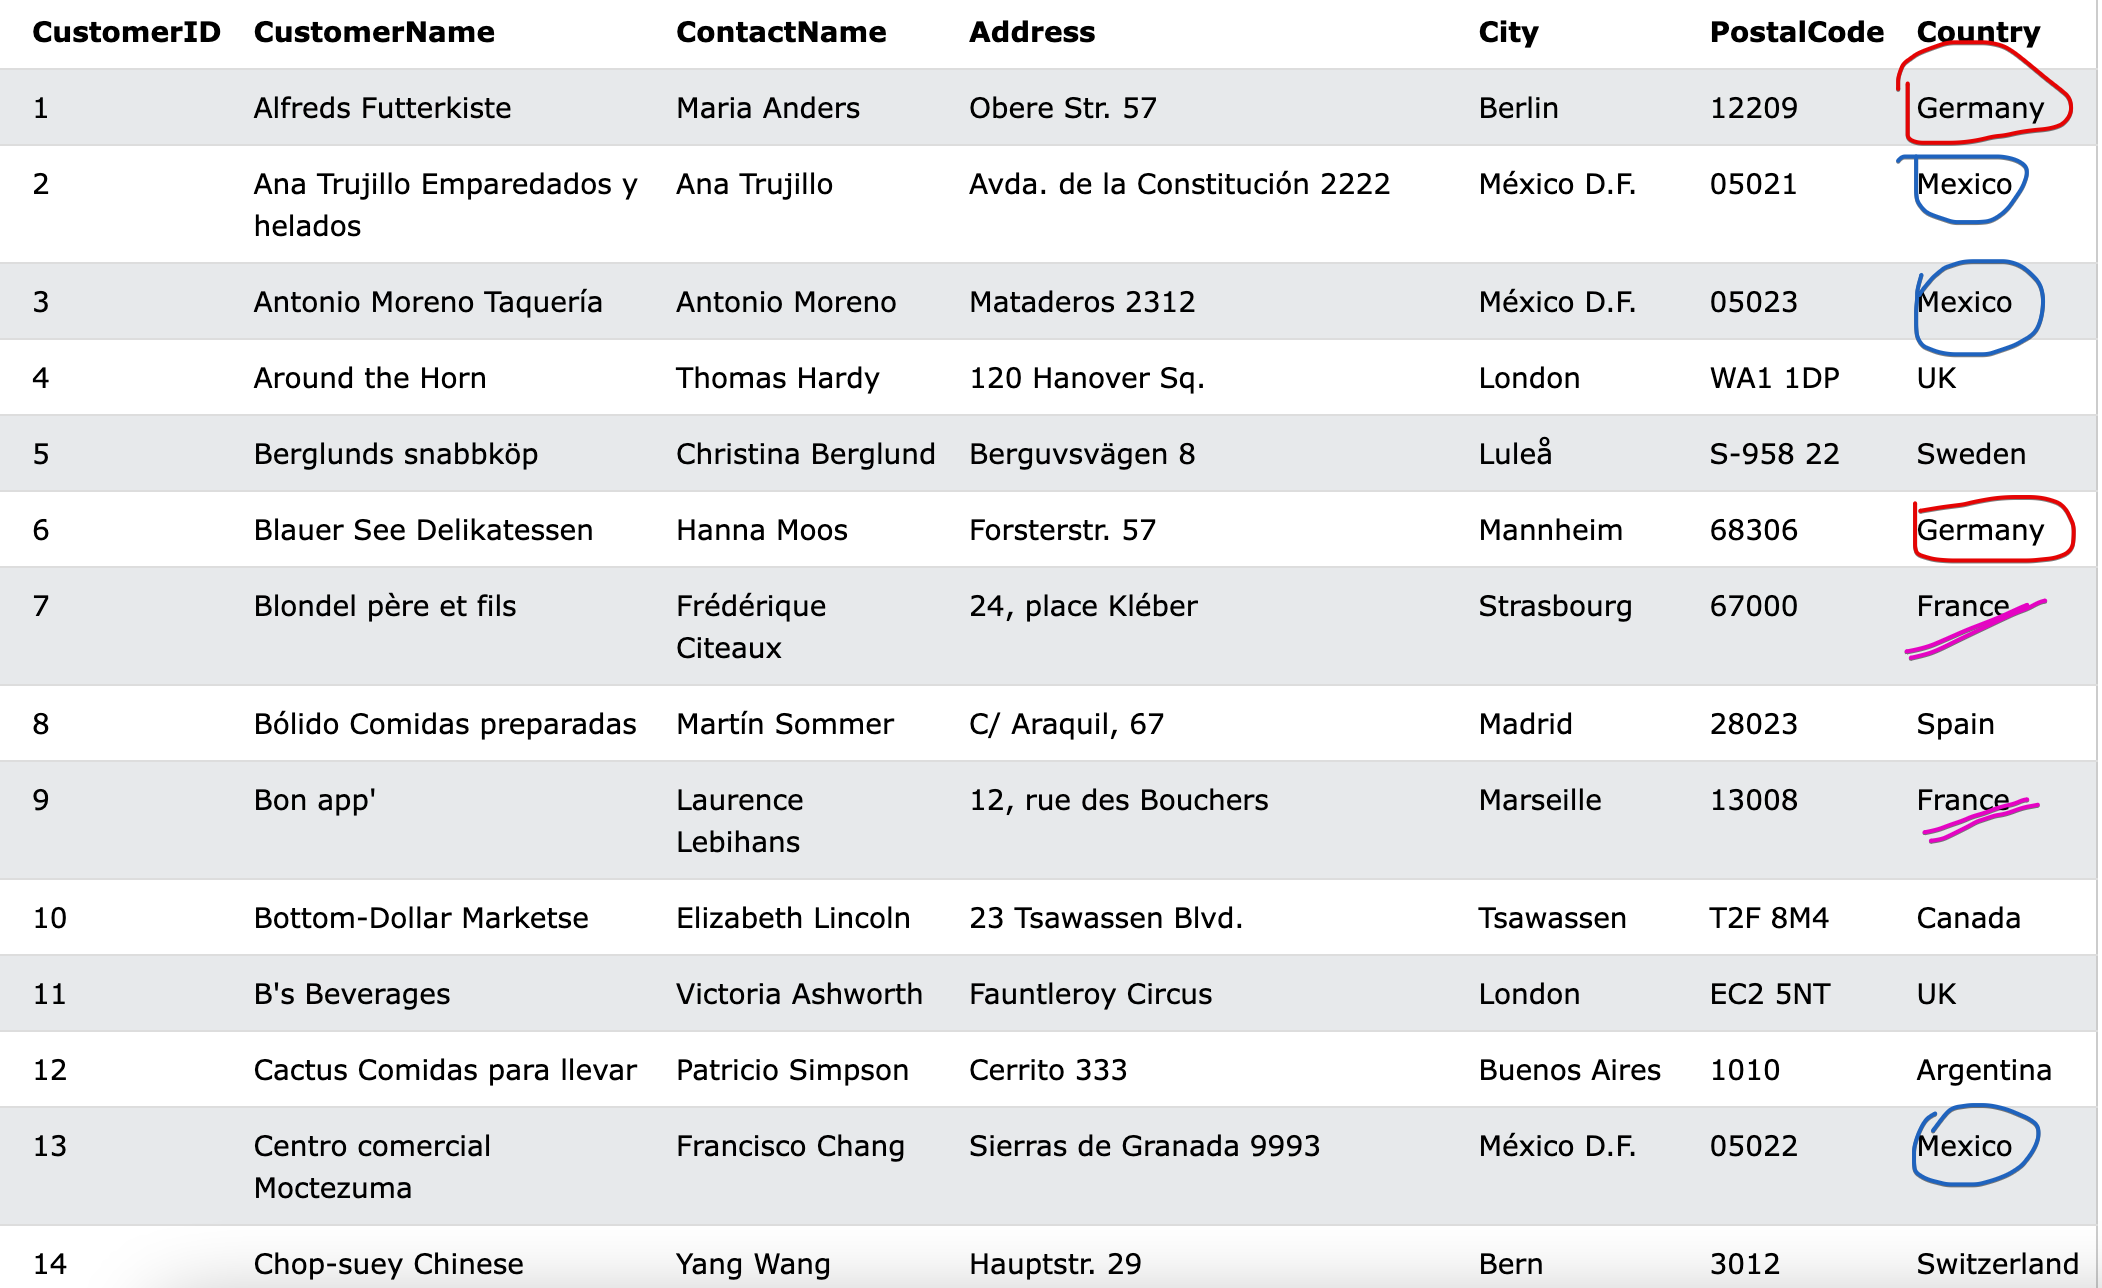 CustomerID CustomerName ContactName Address City PostalCode Country
1 Alfreds Futterkiste Maria Anders Obere Str. 57 Berlin 12209 Germany
2 Ana Trujillo Emparedados y Ana Trujillo Avda. de la Constitución 2222 México D.F. 05021 Mexico
helados
3 Antonio Moreno Taquería Antonio Moreno Mataderos 2312 México D.F. 05023 Mexico
4 Around the Horn Thomas Hardy 120 Hanover Sq. London WA1 1DP UK
5 Berglunds snabbköp Christina Berglund Berguvsvägen 8 Luleå S-958 22 Sweden
6 Blauer See Delikatessen Hanna Moos Forsterstr. 57 Mannheim 68306 Germany
7 Blondel père et fils Frédérique 24, place Kléber Strasbourg 67000 France
Citeaux
8 Bólido Comidas preparadas Martín Sommer C/ Araquil, 67 Madrid 28023 Spain
9 Bon app' Laurence 12, rue des Bouchers Marseille 13008 France
Lebihans
10 Bottom-Dollar Marketse Elizabeth Lincoln 23 Tsawassen Blvd. Tsawassen T2F 8M4 Canada
11 B's Beverages Victoria Ashworth Fauntleroy Circus London EC2 5NT UK
12 Cactus Comidas para llevar Patricio Simpson Cerrito 333 Buenos Aires 1010 Argentina
13 Centro comercial Francisco Chang Sierras de Granada 9993 México D.F. 05022 Mexico
Moctezuma
14 Chop-suey Chinese Yang Wang Hauptstr. 29 Bern 3012 Switzerland